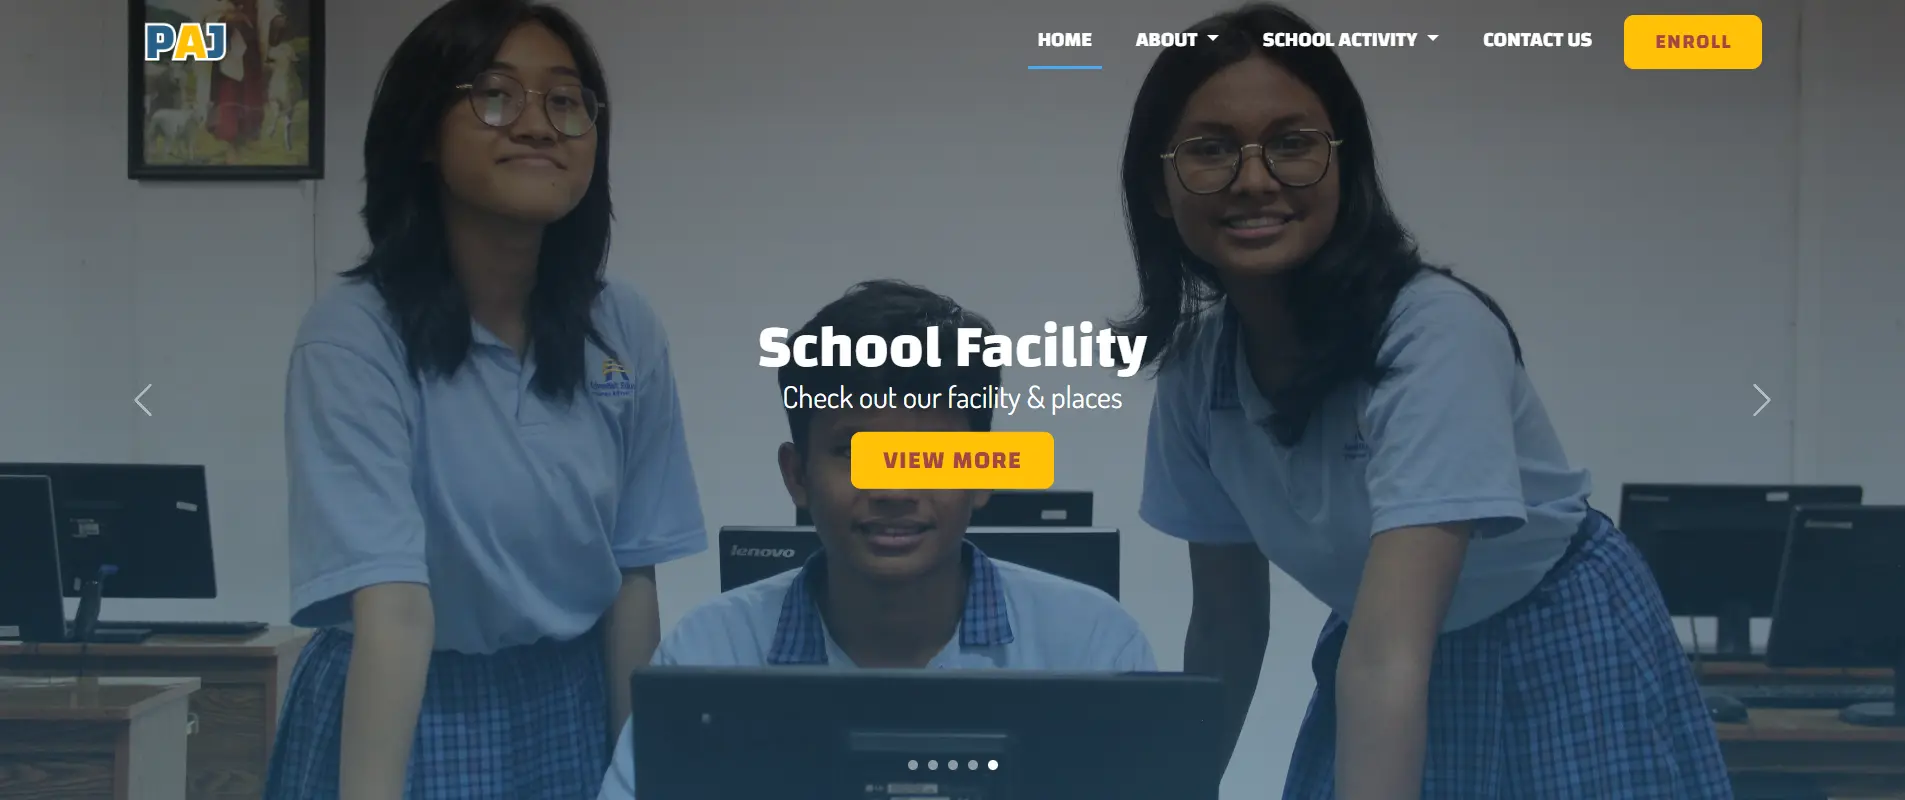 PAJ
HOME
ABOUT
SCHOOL ACTIVITY
CONTACT US
ENROLL
School Facility
Check out our facility & places
VIEW MORE
lenovo